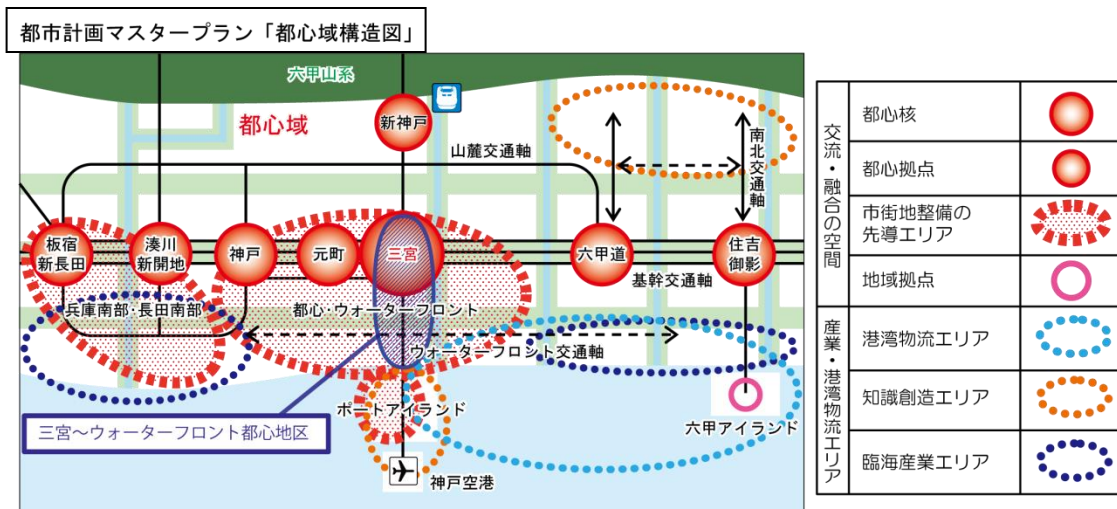 都市計画マスタープラン「都心域構造図」
六甲山系
都心域
新神戸
山麓交通軸
南北交通軸
板宿
新長田
湊川
新開地
神戸
元町
三宮
六甲道
住吉
御影
基幹交通軸
兵庫南部・長田南部
都心・ウォーターフロント
ウォーターフロント交通軸
ポートアイランド
六甲アイランド
三宮～ウォーターフロント都心地区
神戸空港
交流・融合の空間
都心核
都心拠点
市街地整備の
先導エリア
地域拠点
産業・港湾物流エリア
港湾物流エリア
知識創造エリア
臨海産業エリア